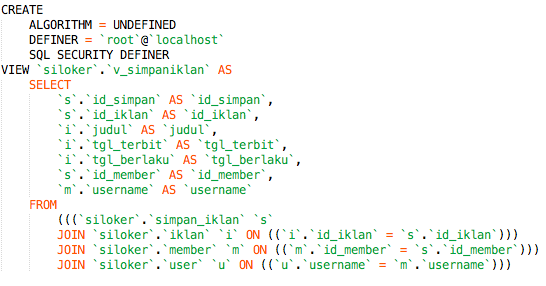 CREATE
ALGORITHM = UNDEFINED
DEFINER = `root`@`localhost`
SQL SECURITY DEFINER
VIEW `siloker`.`v_simpaniklan` AS
SELECT
`s`.`id_simpan` AS `id_simpan`,
`s`.`id_iklan` AS `id_iklan`,
`i`.`judul` AS `judul`,
`i`.`tgl_terbit` AS `tgl_terbit`,
`i`.`tgl_berlaku` AS `tgl_berlaku`,
`s`.`id_member` AS `id_member`,
`m`.`username` AS `username`
FROM
(((`siloker`.`simpan_iklan` `s`
JOIN `siloker`.`iklan` `i` ON ((`i`.`id_iklan` = `s`.`id_iklan`)))
JOIN `siloker`.`member` `m` ON ((`m`.`id_member` = `s`.`id_member`)))
JOIN `siloker`.`user` `u` ON ((`u`.`username` = `m`.`username`)))